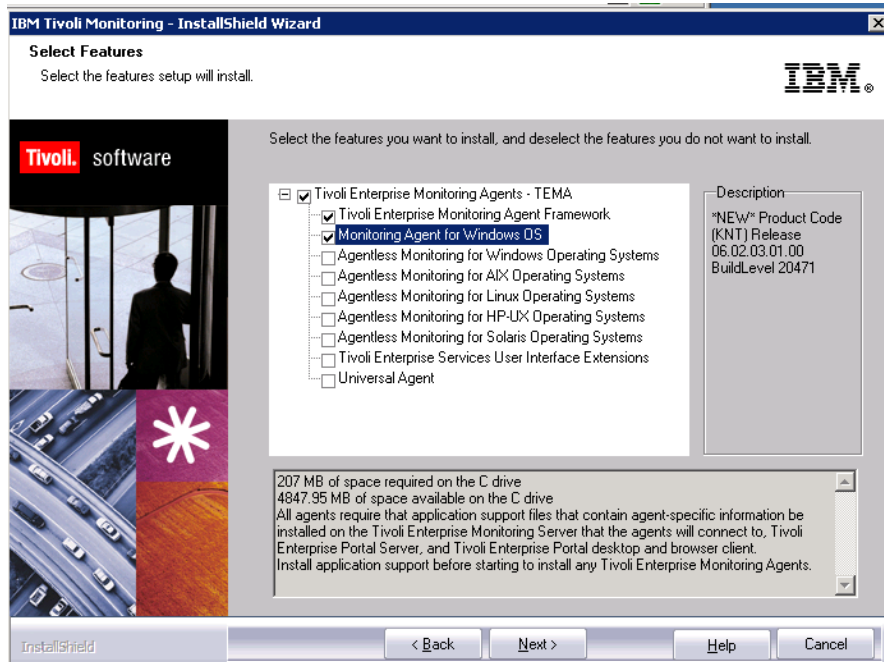 IBM Tivoli Monitoring - InstallShield Wizard
Select Features
Select the features setup will install.
IBM®
Tivoli. software
Select the features you want to install, and deselect the features you do not want to install.
Tivoli Enterprise Monitoring Agents - TEMA
Tivoli Enterprise Monitoring Agent Framework
Monitoring Agent for Windows OS
Agentless Monitoring for Windows Operating Systems
Agentless Monitoring for AIX Operating Systems
Agentless Monitoring for Linux Operating Systems
Agentless Monitoring for HP-UX Operating Systems
Agentless Monitoring for Solaris Operating Systems
Tivoli Enterprise Services User Interface Extensions
Universal Agent
Description
*NEW* Product Code
(KNT) Release
06.02.03.01.00
BuildLevel 20471
207 MB of space required on the C drive
4847.95 MB of space available on the C drive
All agents require that application support files that contain agent-specific information be
installed on the Tivoli Enterprise Monitoring Server that the agents will connect to, Tivoli
Enterprise Portal Server, and Tivoli Enterprise Portal desktop and browser client.
Install application support before starting to install any Tivoli Enterprise Monitoring Agents.
InstallShield
< Back
Next >
Help
Cancel